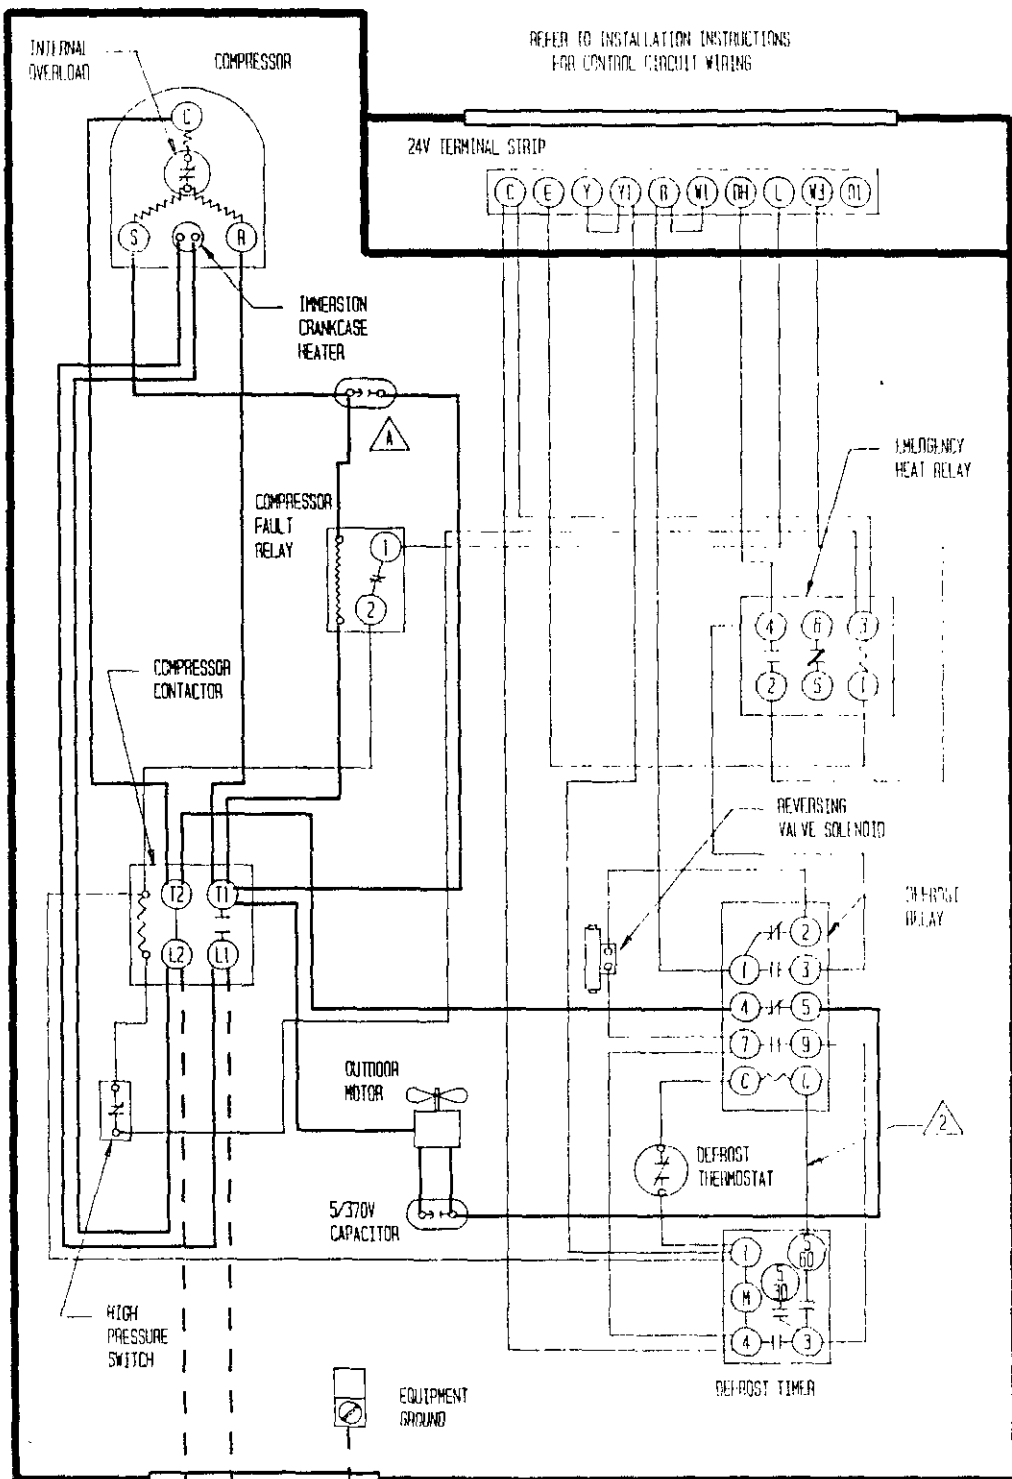 REFER TO INSTALLATION INSTRUCTIONS
FOR CONTROL CIRCUIT WIRING
INTERNAL
OVERLOAD
COMPRESSOR
C
S
R
24V TERMINAL STRIP
C E Y Y1 R W1 RH L W3 O1
IMMERSION
CRANKCASE
HEATER
A
EMERGENCY
HEAT RELAY
COMPRESSOR
FAULT
RELAY
1
2
4 6 3
2 5 1
COMPRESSOR
CONTACTOR
T2 T1
L2 L1
REVERSING
VALVE SOLENOID
DEFROST
RELAY
2
1 3
4 5
7 9
C C
OUTDOOR
MOTOR
2
DEFROST
THERMOSTAT
5/370V
CAPACITOR
1
5
60
5
30
M
4 3
HIGH
PRESSURE
SWITCH
DEFROST TIMER
EQUIPMENT
GROUND